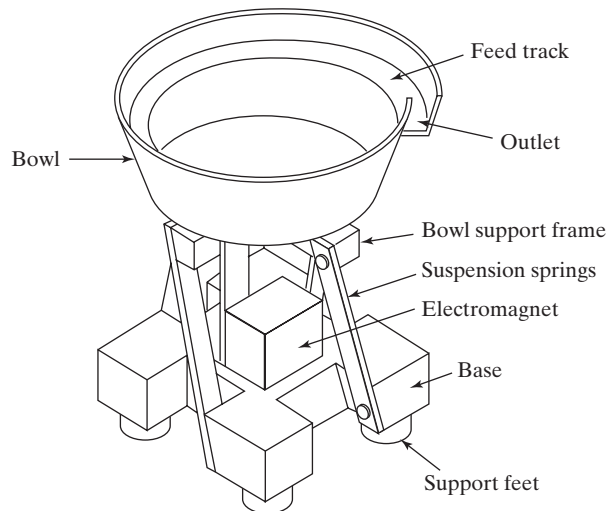 Feed track
Outlet
Bowl
Bowl support frame
Suspension springs
Electromagnet
Base
Support feet